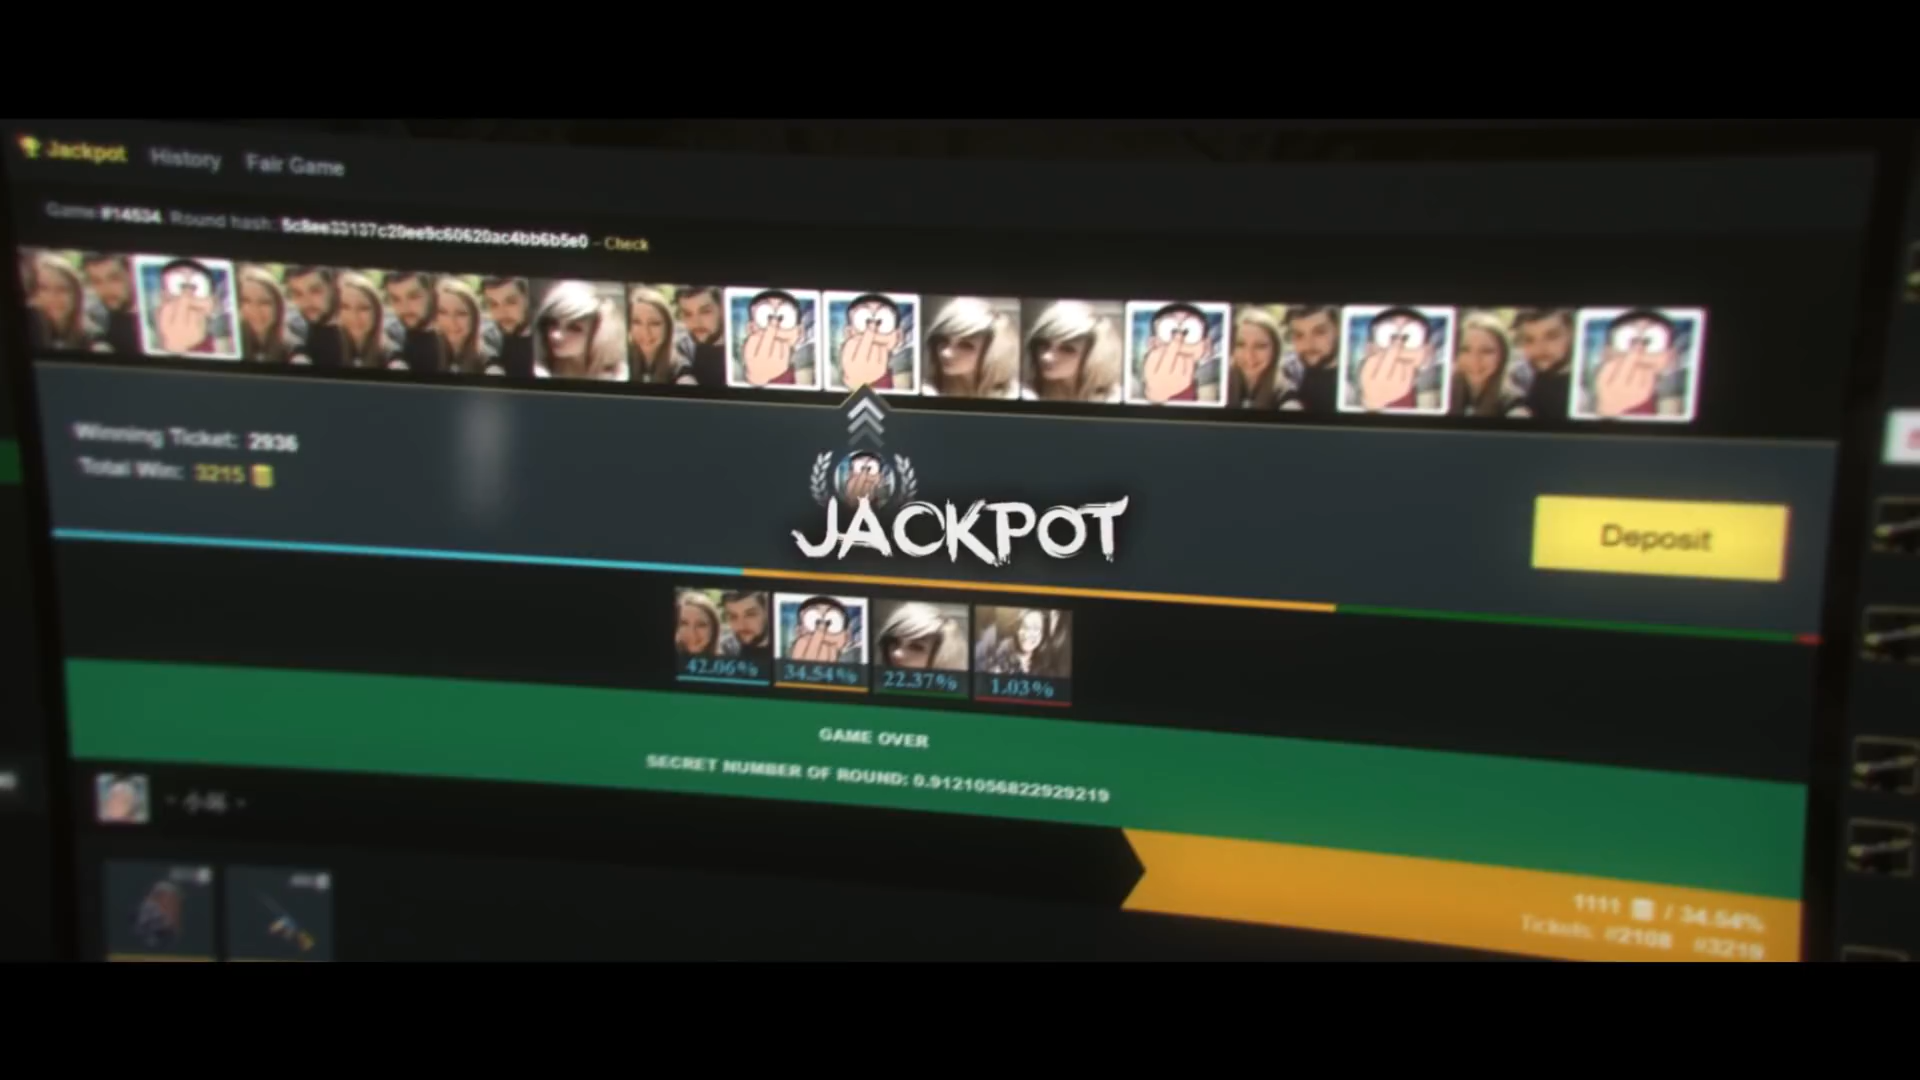 Jackpot History Fair Game
Game #14534. Round hash: 5c8ee33137c20ee9c60620ac4bb6b5e0 - Check
Winning Ticket: 2936
Total Win: 3215
JACKPOT
Deposit
42.06% 34.54% 22.37% 1.03%
GAME OVER
SECRET NUMBER OF ROUND: 0.9121056822929219
1111 / 34.54%
Tickets: #2108 #3219